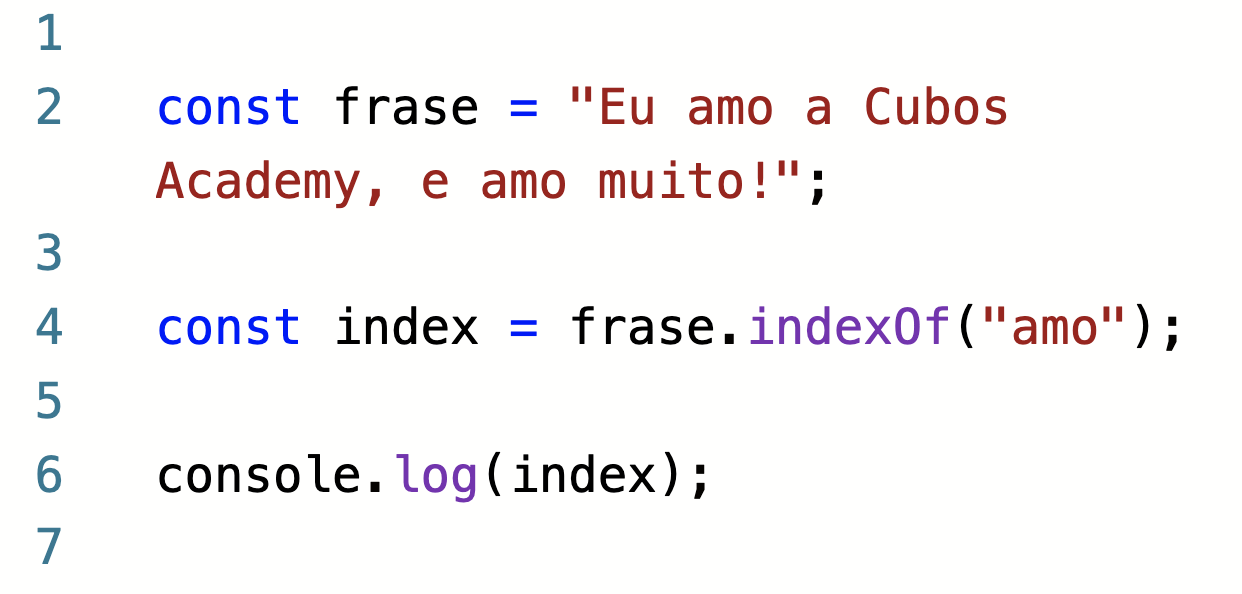 1
2 const frase = "Eu amo a Cubos
Academy, e amo muito!";
3
4 const index = frase.indexOf("amo");
5
6 console.log(index);
7